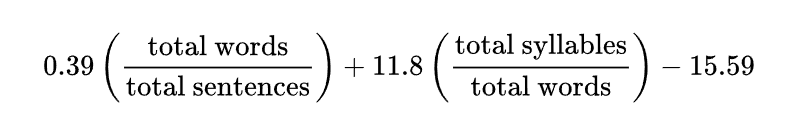 0.39 ( total words / total sentences ) + 11.8 ( total syllables / total words ) − 15.59